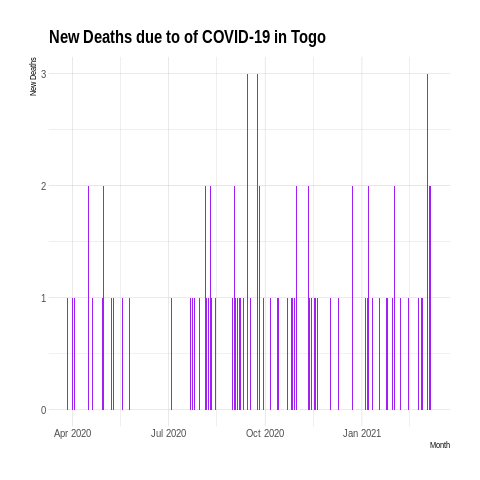 New Deaths due to of COVID-19 in Togo
New Deaths
3
2
1
0
Apr 2020 Jul 2020 Oct 2020 Jan 2021
Month